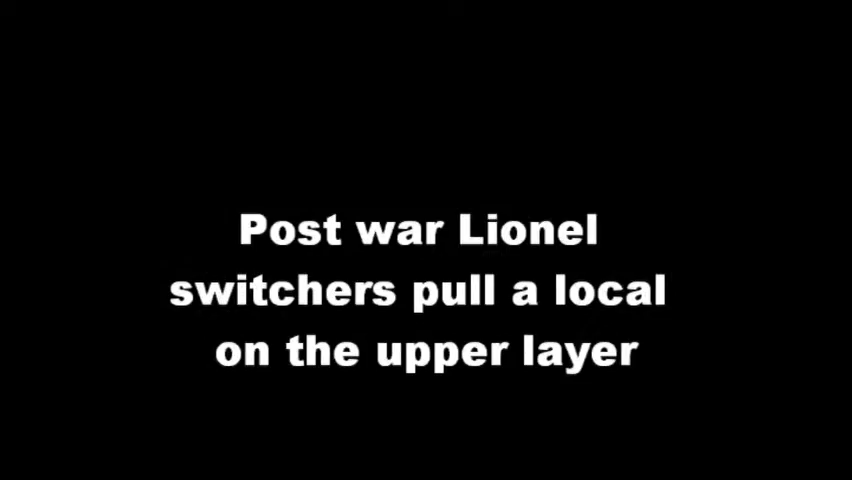 Post war Lionel
switchers pull a local
on the upper layer